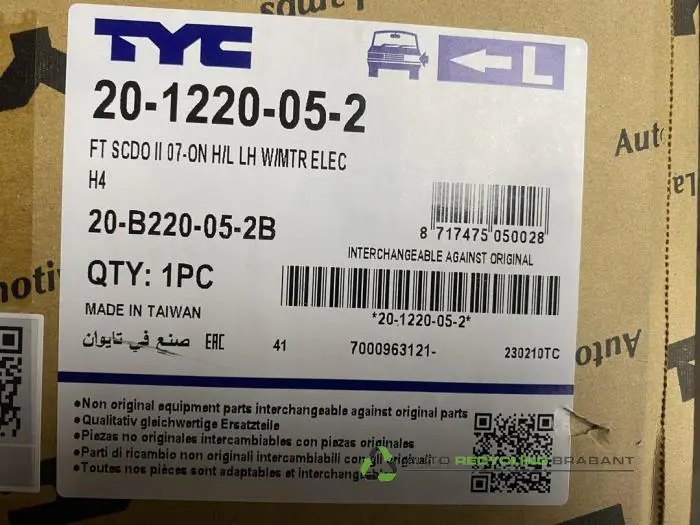 TYC
L
20-1220-05-2
FT SCDO II 07-ON H/L LH W/MTR ELEC
H4
20-B220-05-2B
8 717475 050028
INTERCHANGEABLE AGAINST ORIGINAL
QTY: 1PC
*20-1220-05-2*
MADE IN TAIWAN
صنع في تايوان EAC 41 7000963121- 230210TC
•Non original equipment parts interchangeable against original parts
•Qualitativ gleichwertige Ersatzteile
•Piezas no originales intercambiables con piezas originales
•Parti di ricambio non originali intercambiabili con gli originali
•Toutes nos pièces sont adaptables et interchangeables
AUTO RECYCLING BRABANT
Auto